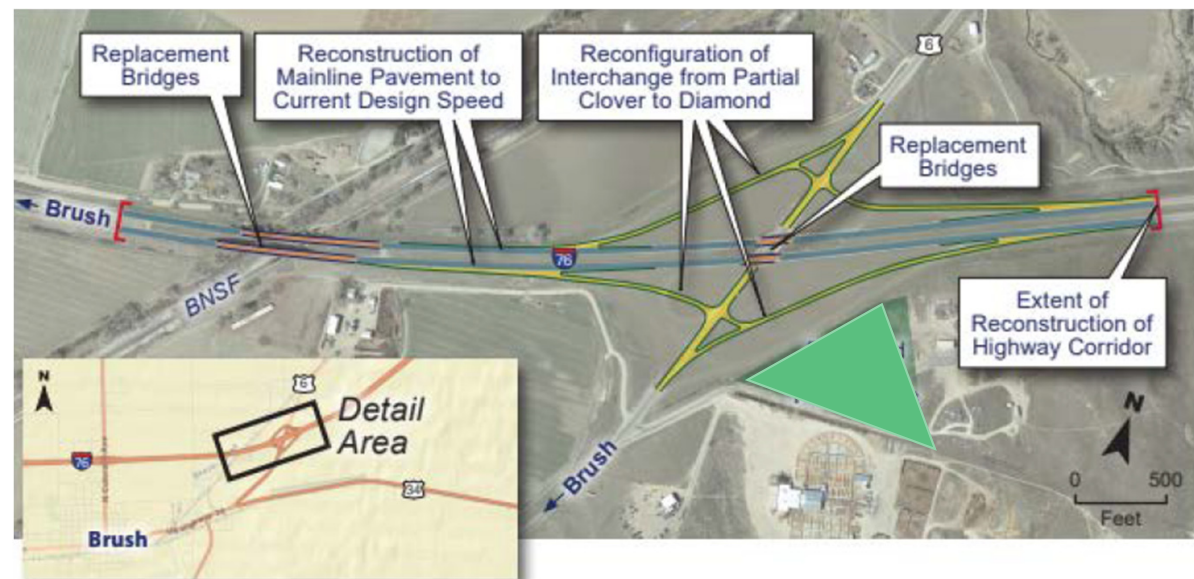 Replacement
Bridges
Reconstruction of
Mainline Pavement to
Current Design Speed
Reconfiguration of
Interchange from Partial
Clover to Diamond
6
Replacement
Bridges
Brush
76
BNSF
Extent of
Reconstruction of
Highway Corridor
N
0 500
Feet
Brush
N
6
Detail
Area
76
34
Brush